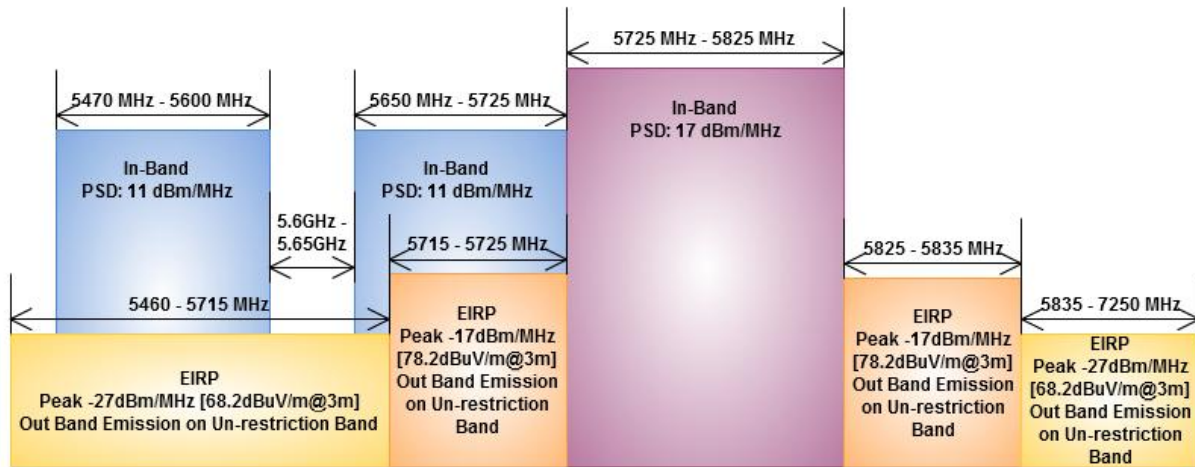 5725 MHz - 5825 MHz
5470 MHz - 5600 MHz
5650 MHz - 5725 MHz
In-Band
PSD: 17 dBm/MHz
In-Band
PSD: 11 dBm/MHz
In-Band
PSD: 11 dBm/MHz
5.6GHz -
5.65GHz
5715 - 5725 MHz
5825 - 5835 MHz
5460 - 5715 MHz
5835 - 7250 MHz
EIRP
Peak -27dBm/MHz [68.2dBuV/m@3m]
Out Band Emission on Un-restriction Band
EIRP
Peak -17dBm/MHz
[78.2dBuV/m@3m]
Out Band Emission
on Un-restriction
Band
EIRP
Peak -17dBm/MHz
[78.2dBuV/m@3m]
Out Band Emission
on Un-restriction
Band
EIRP
Peak -27dBm/MHz
[68.2dBuV/m@3m]
Out Band Emission
on Un-restriction
Band